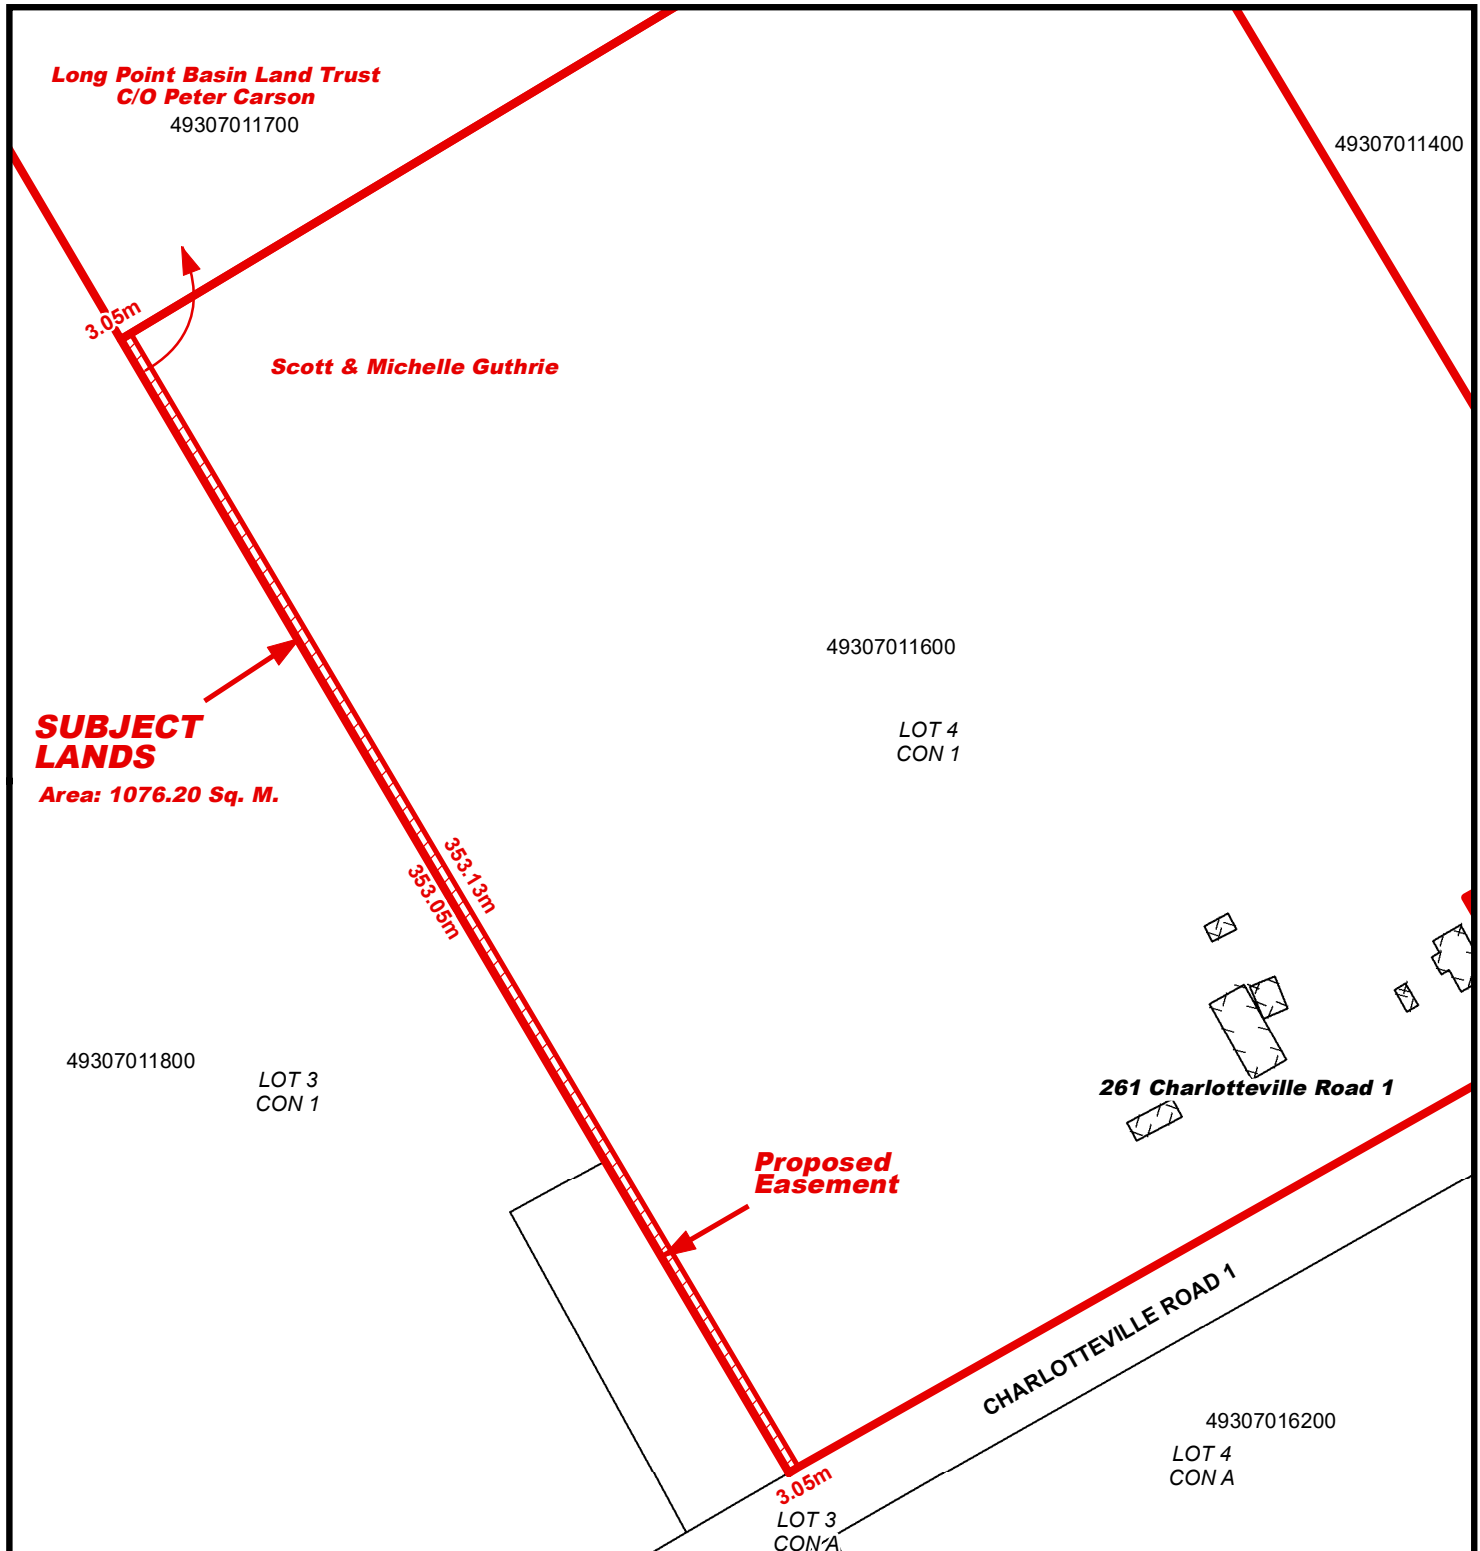 Long Point Basin Land Trust
C/O Peter Carson
49307011700
49307011400
3.05m
Scott & Michelle Guthrie
49307011600
SUBJECT
LANDS
Area: 1076.20 Sq. M.
LOT 4
CON 1
353.13m
353.05m
49307011800
LOT 3
CON 1
261 Charlotteville Road 1
Proposed
Easement
CHARLOTTEVILLE ROAD 1
49307016200
LOT 4
CON A
3.05m
LOT 3
CON A